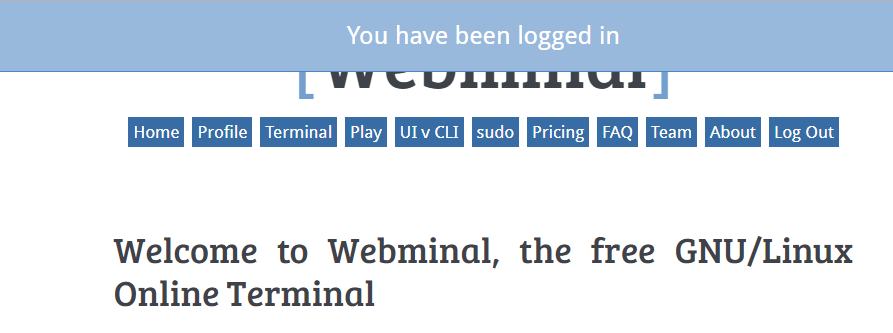 You have been logged in
[Webminal]
Home Profile Terminal Play UI v CLI sudo Pricing FAQ Team About Log Out
Welcome to Webminal, the free GNU/Linux
Online Terminal